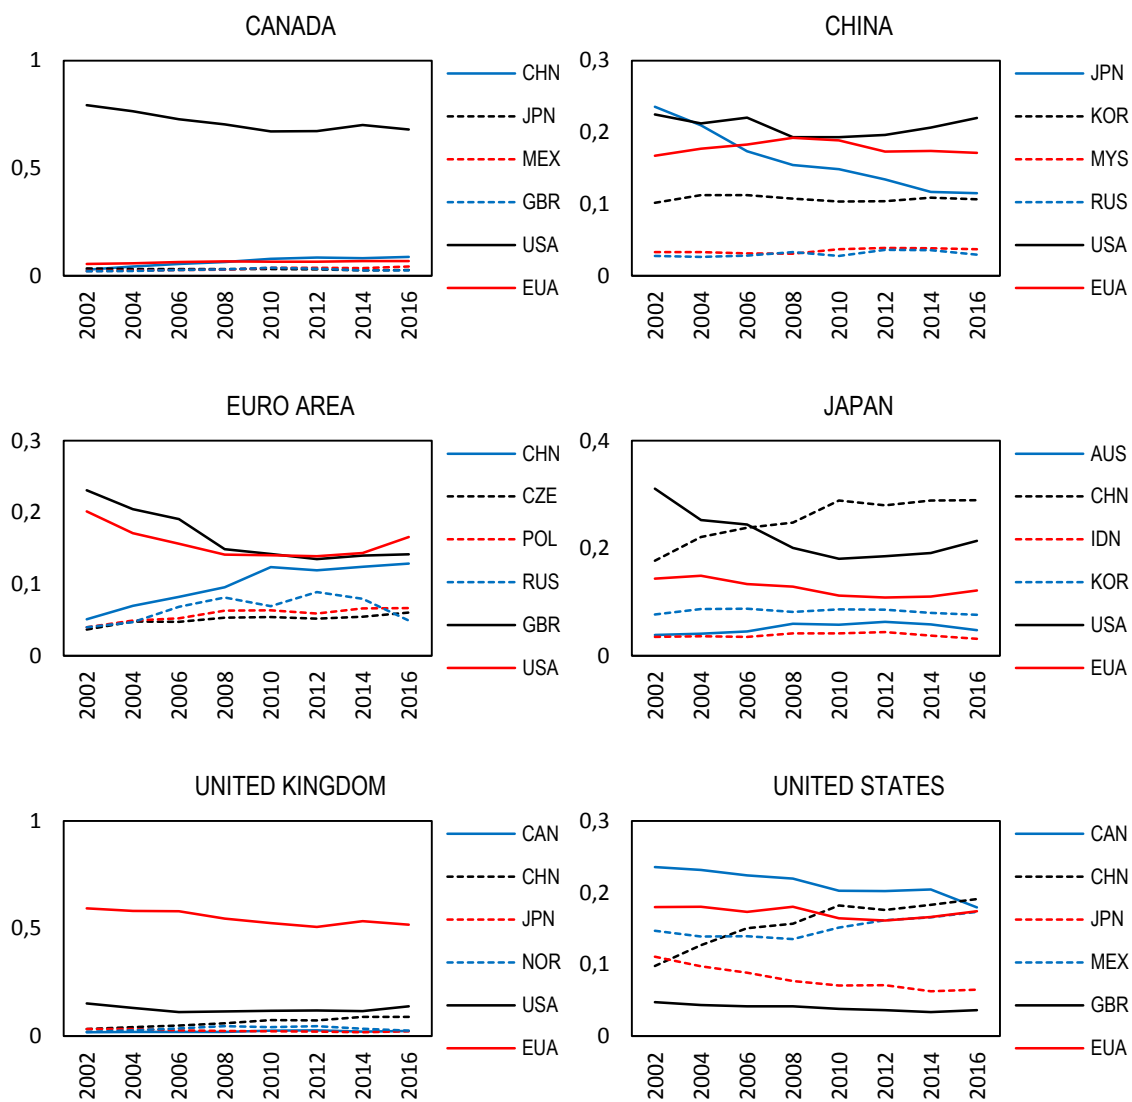 CANADA
1
0,5
0
2002 2004 2006 2008 2010 2012 2014 2016
CHN
JPN
MEX
GBR
USA
EUA
CHINA
0,3
0,2
0,1
0
2002 2004 2006 2008 2010 2012 2014 2016
JPN
KOR
MYS
RUS
USA
EUA
EURO AREA
0,3
0,2
0,1
0
2002 2004 2006 2008 2010 2012 2014 2016
CHN
CZE
POL
RUS
GBR
USA
JAPAN
0,4
0,2
0
2002 2004 2006 2008 2010 2012 2014 2016
AUS
CHN
IDN
KOR
USA
EUA
UNITED KINGDOM
1
0,5
0
2002 2004 2006 2008 2010 2012 2014 2016
CAN
CHN
JPN
NOR
USA
EUA
UNITED STATES
0,3
0,2
0,1
0
2002 2004 2006 2008 2010 2012 2014 2016
CAN
CHN
JPN
MEX
GBR
EUA